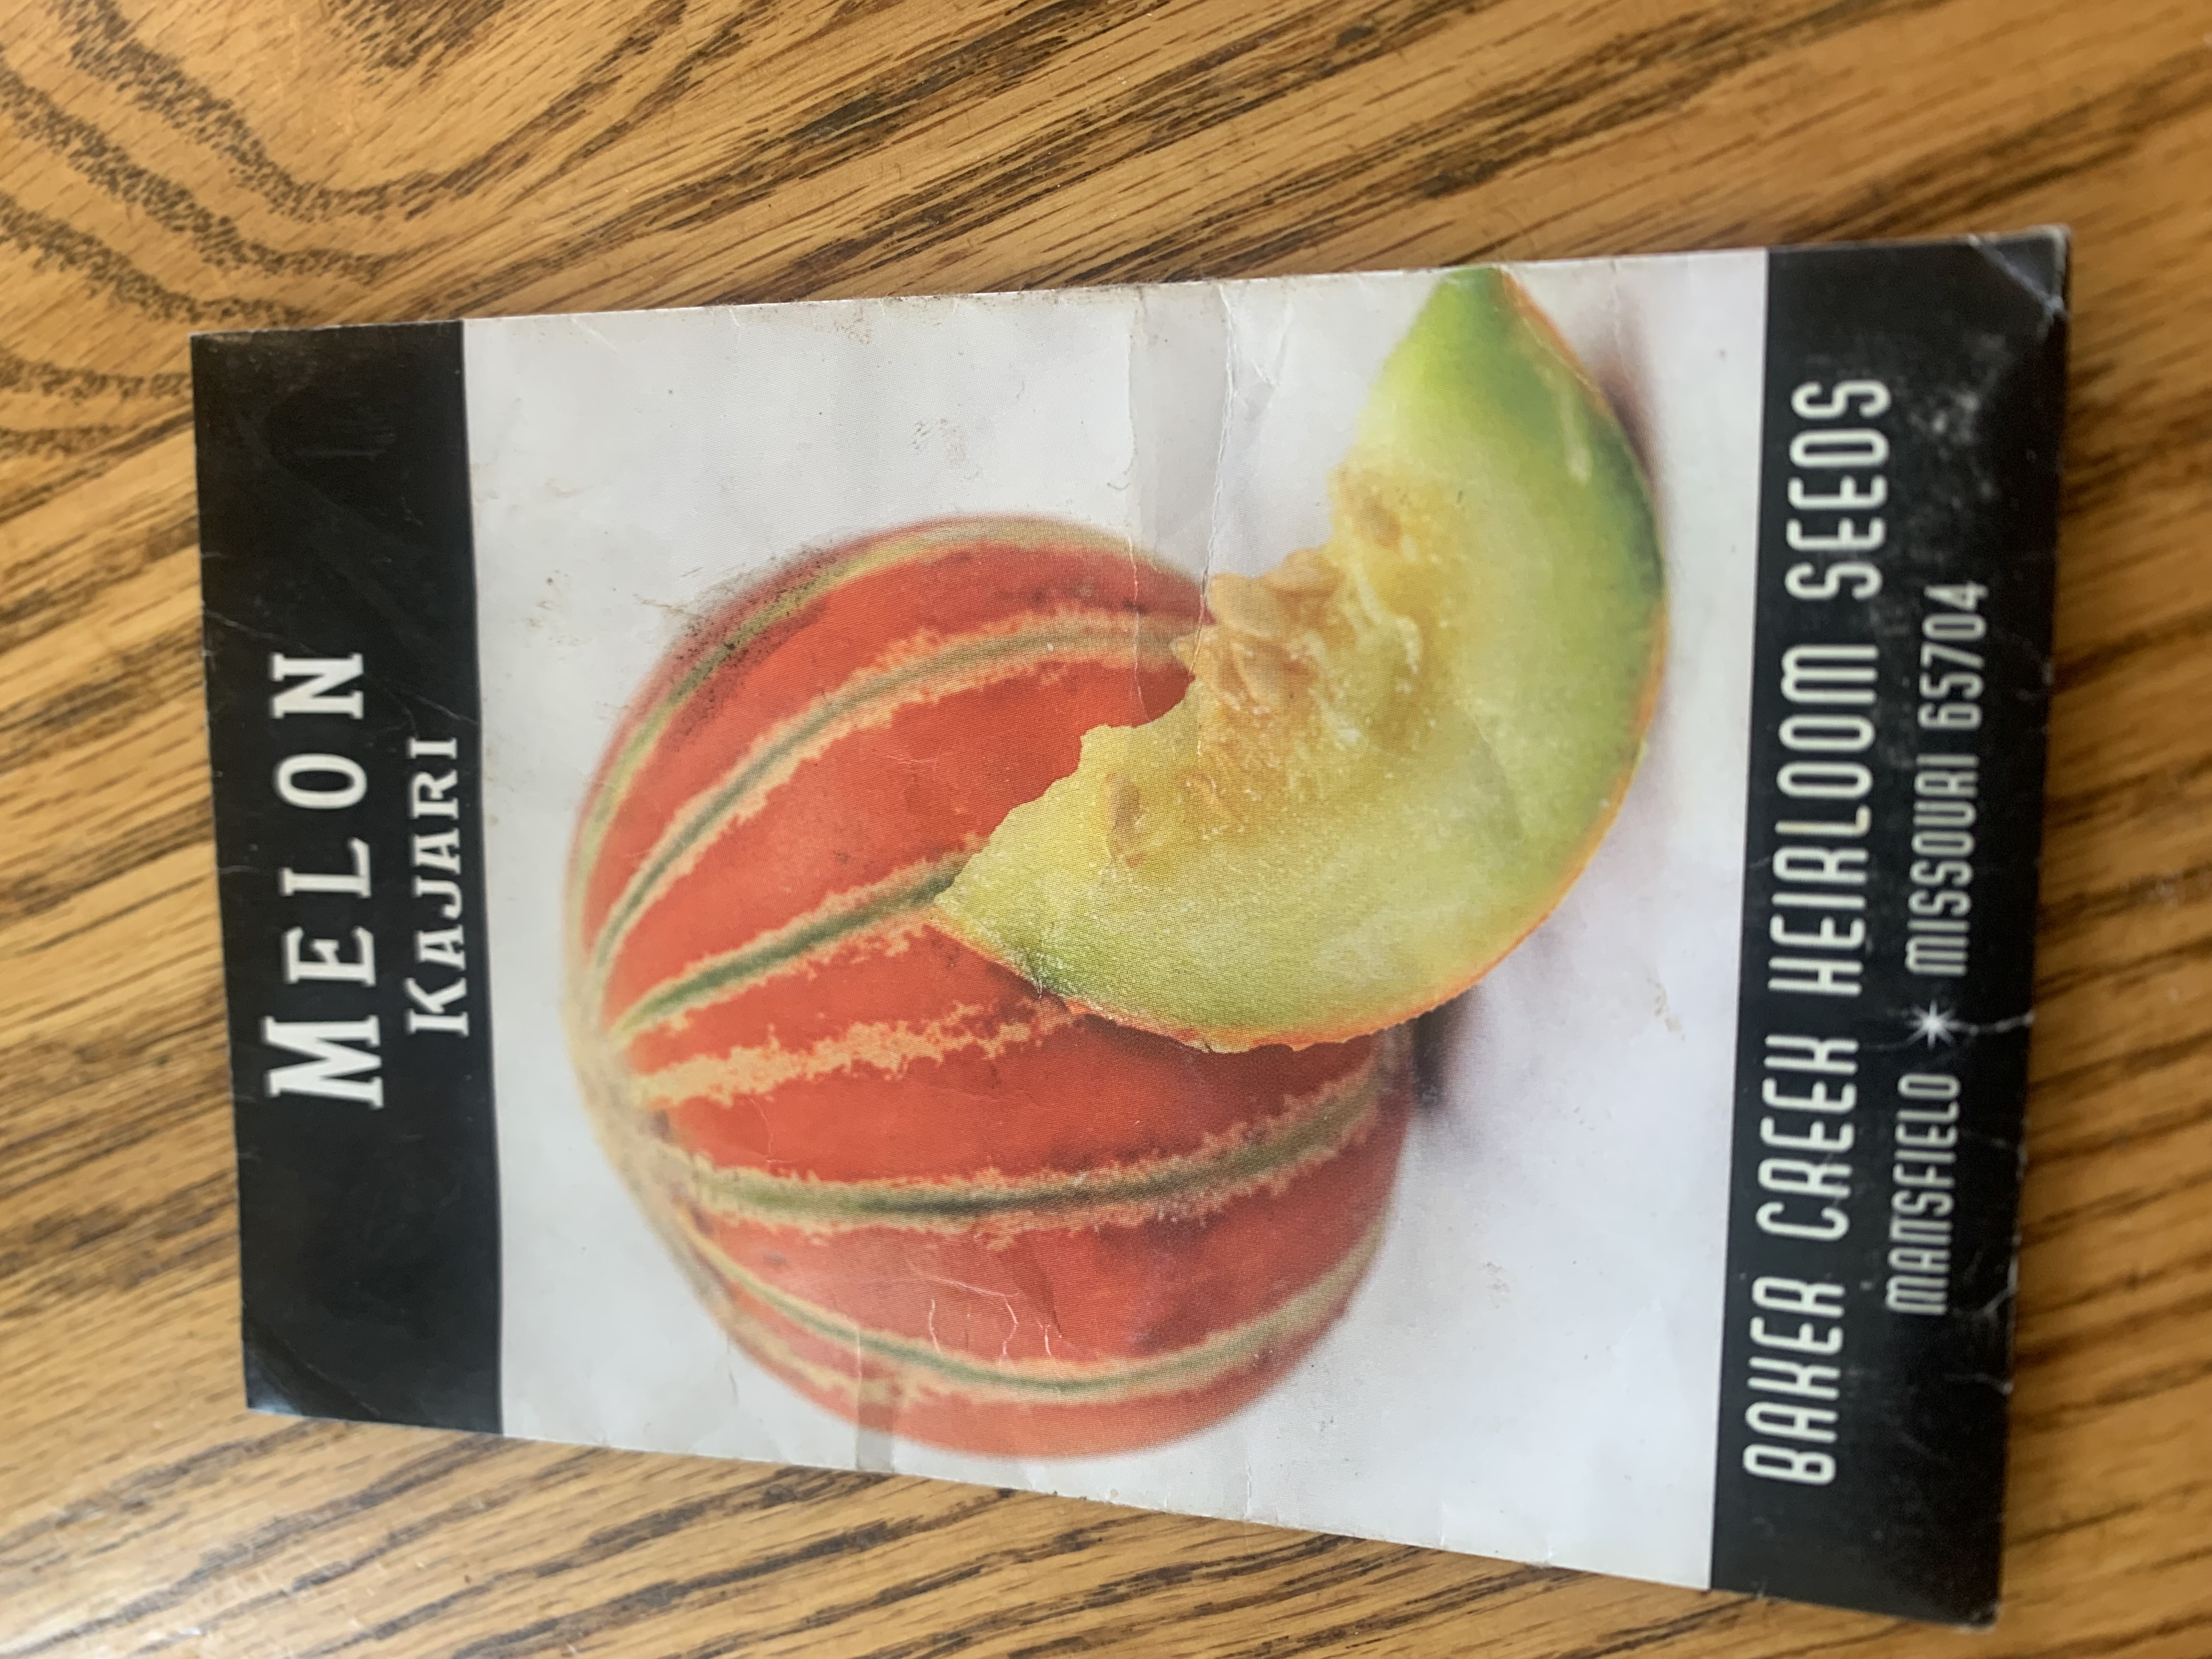 MELON
KAJARI
BAKER CREEK HEIRLOOM SEEDS
MANSFIELD MISSOURI 65704